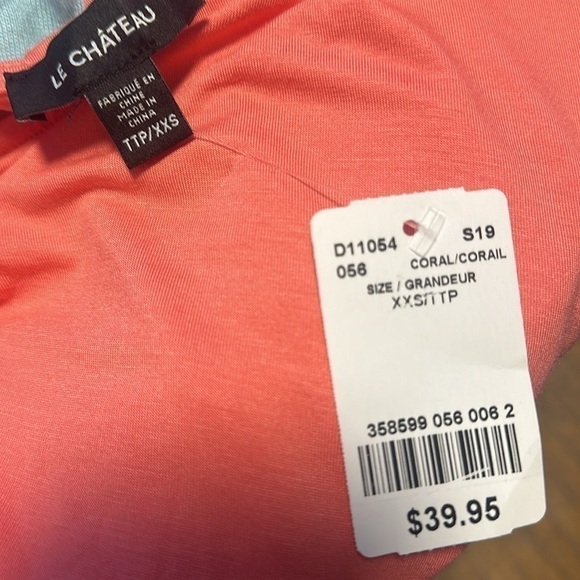 LE CHÂTEAU
FABRIQUÉ EN
CHINE
MADE IN
CHINA
TTP/XXS
D11054 S19
056 CORAL/CORAIL
SIZE / GRANDEUR
XXS/TTP
358599 056 006 2
$39.95